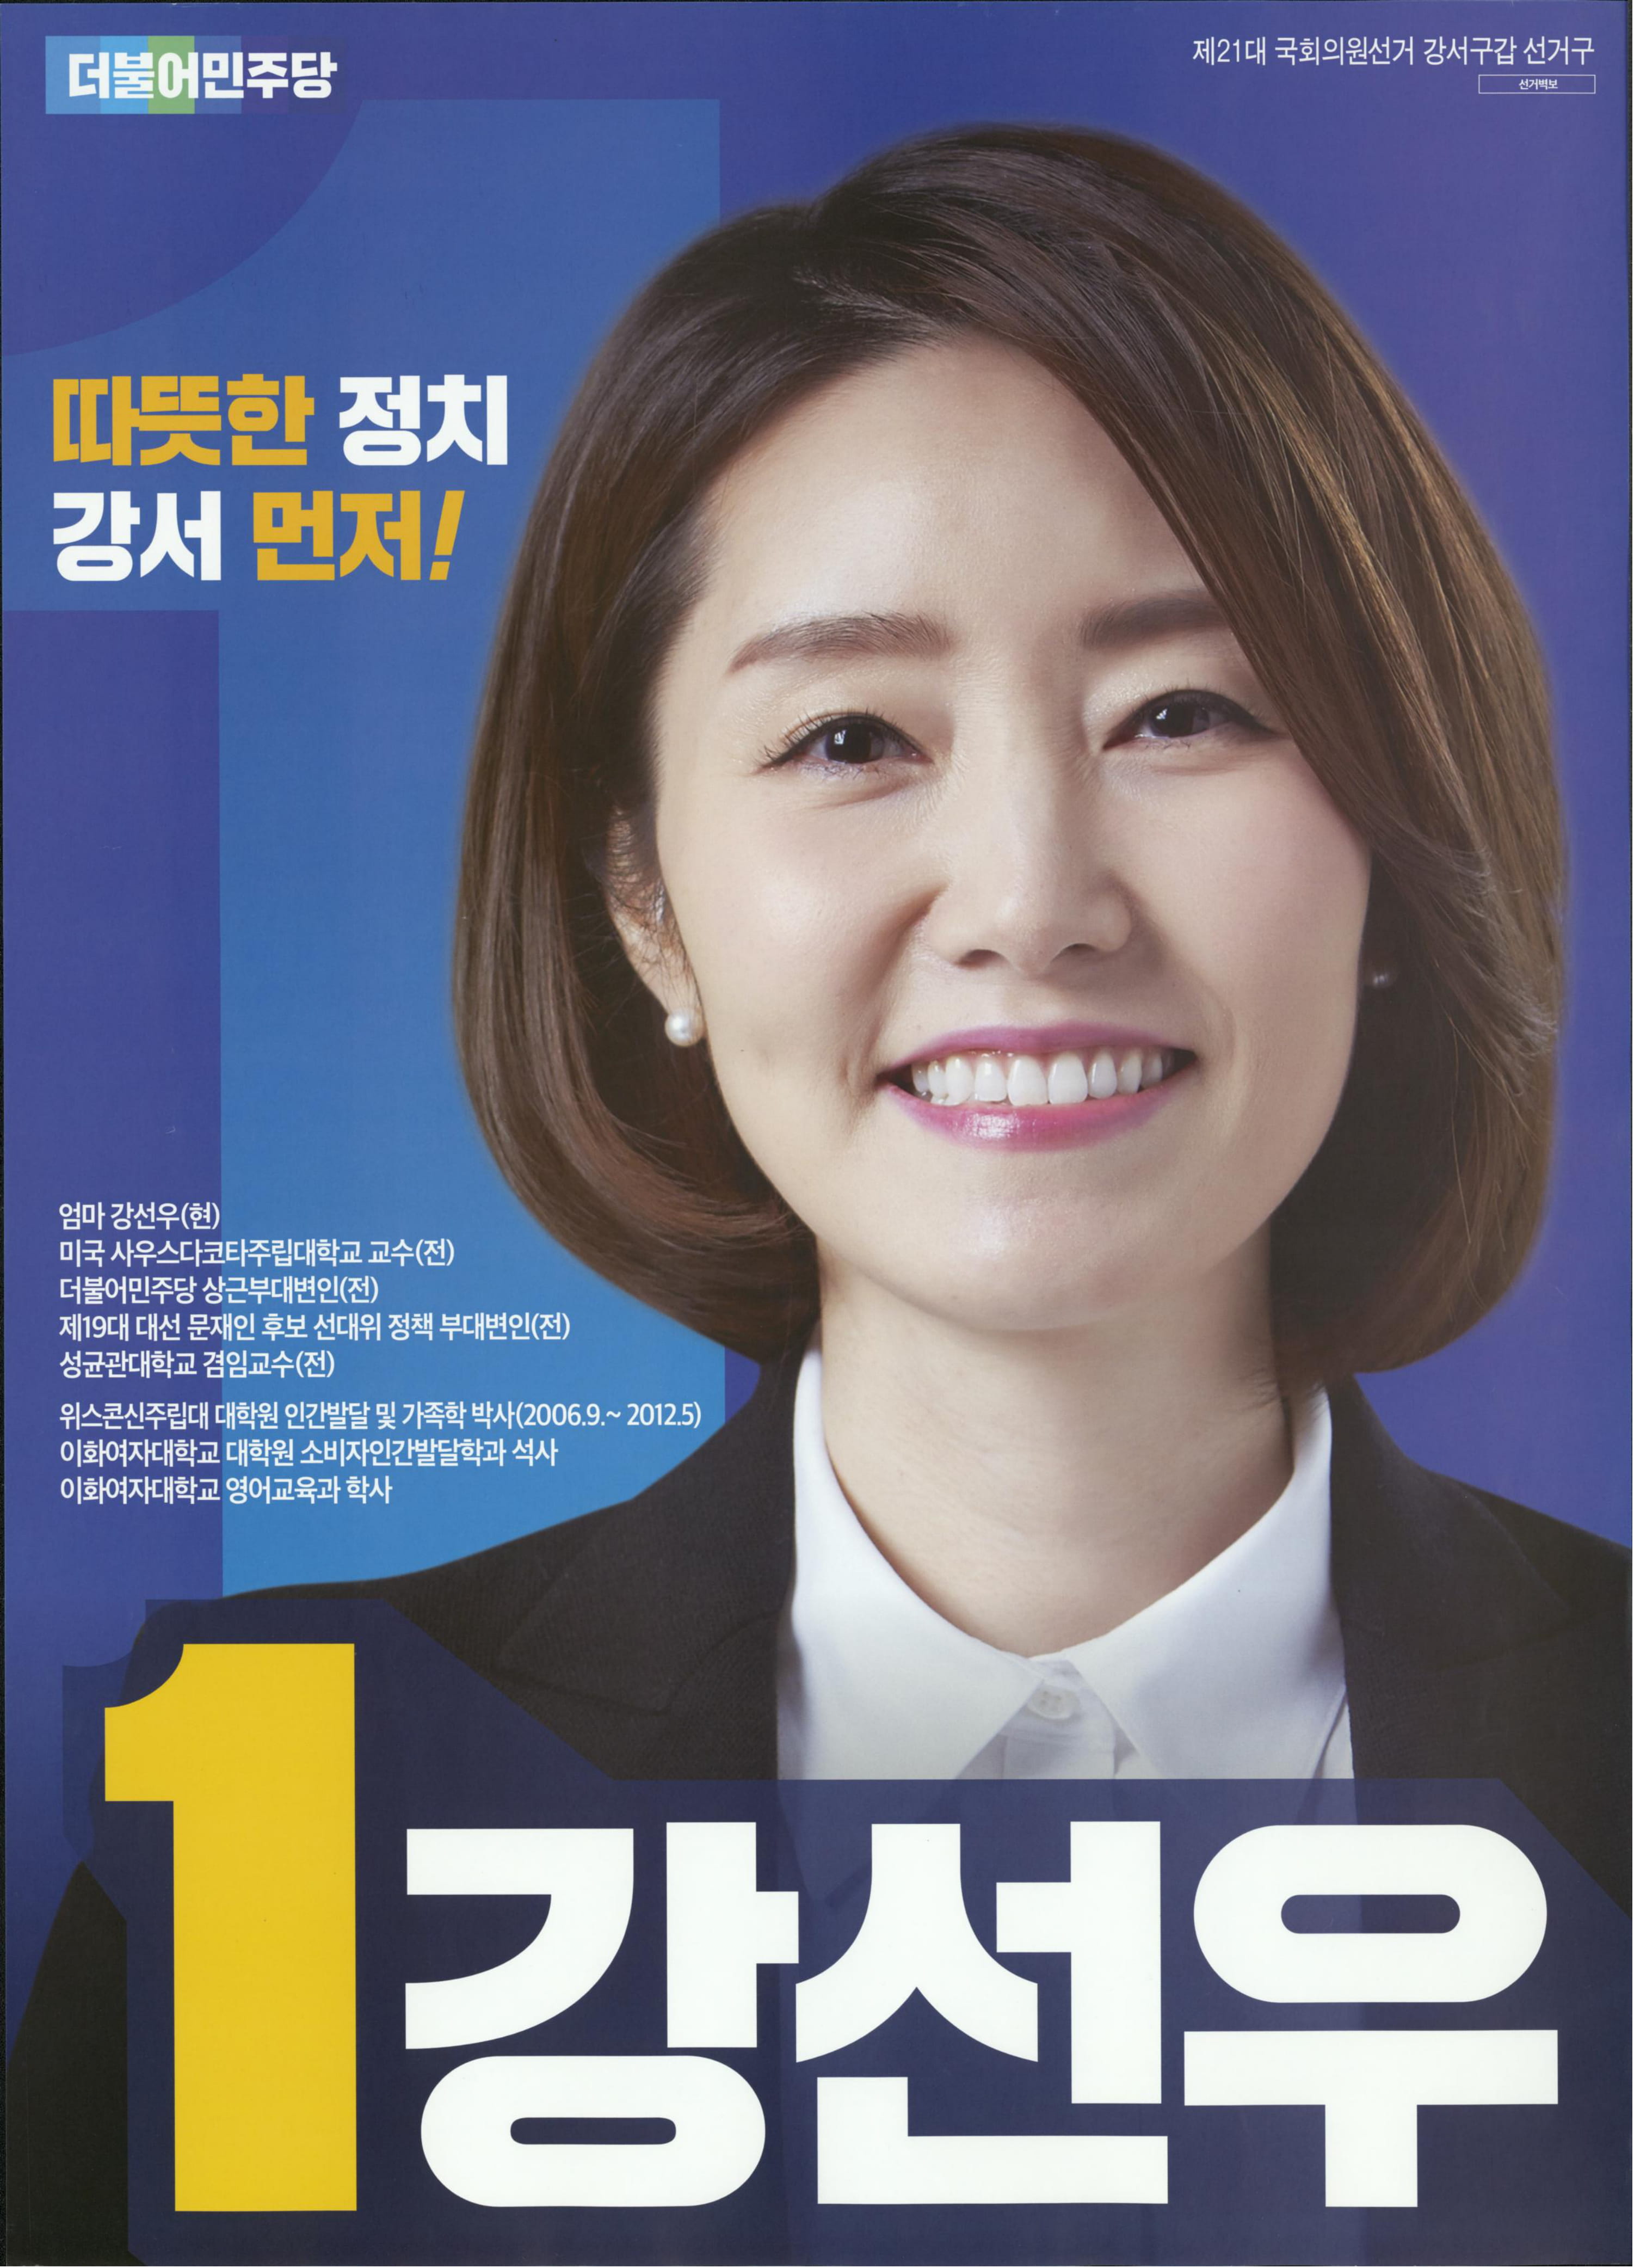 더불어민주당
제21대 국회의원선거 강서구갑 선거구
선거벽보
따뜻한 정치
강서 먼저!
엄마 강선우(현)
미국 사우스다코타주립대학교 교수(전)
더불어민주당 상근부대변인(전)
제19대 대선 문재인 후보 선대위 정책 부대변인(전)
성균관대학교 겸임교수(전)
위스콘신주립대 대학원 인간발달 및 가족학 박사(2006.9.~ 2012.5)
이화여자대학교 대학원 소비자인간발달학과 석사
이화여자대학교 영어교육과 학사
1 강선우